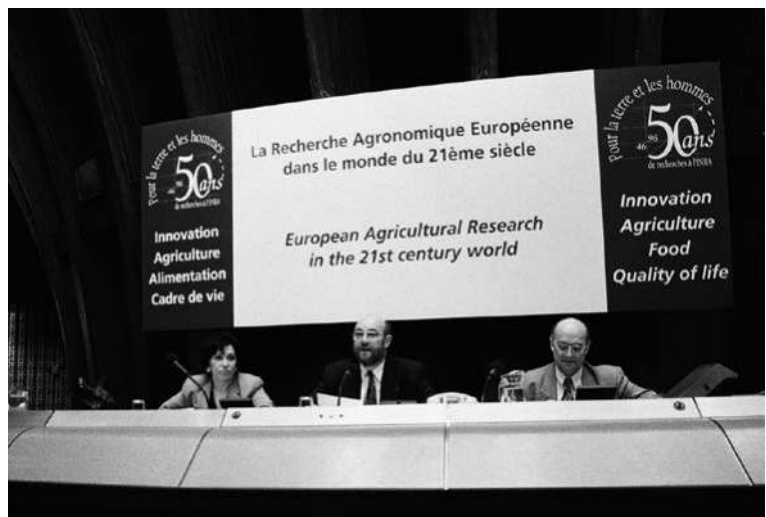 Pour la terre et les hommes
46 96
50 ans
de recherches à l'INRA
Innovation
Agriculture
Alimentation
Cadre de vie
La Recherche Agronomique Européenne
dans le monde du 21ème siècle
European Agricultural Research
in the 21st century world
Pour la terre et les hommes
46 96
50 ans
de recherches à l'INRA
Innovation
Agriculture
Food
Quality of life